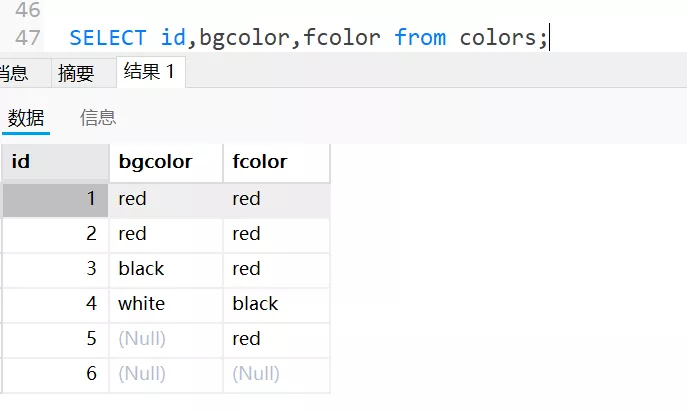 46
47 SELECT id,bgcolor,fcolor from colors;
消息 摘要 结果 1
数据 信息
id bgcolor fcolor
1 red red
2 red red
3 black red
4 white black
5 (Null) red
6 (Null) (Null)